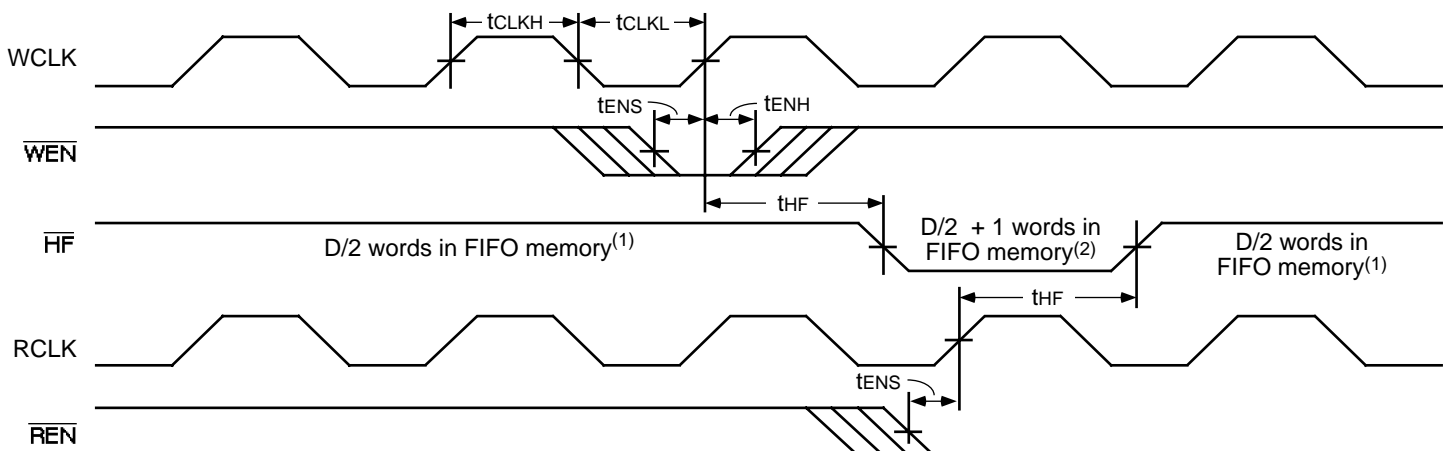 tCLKH
tCLKL
WCLK
tENS
tENH
WEN
tHF
HF
D/2 words in FIFO memory(1)
D/2 + 1 words in
FIFO memory(2)
D/2 words in
FIFO memory(1)
tHF
RCLK
tENS
REN